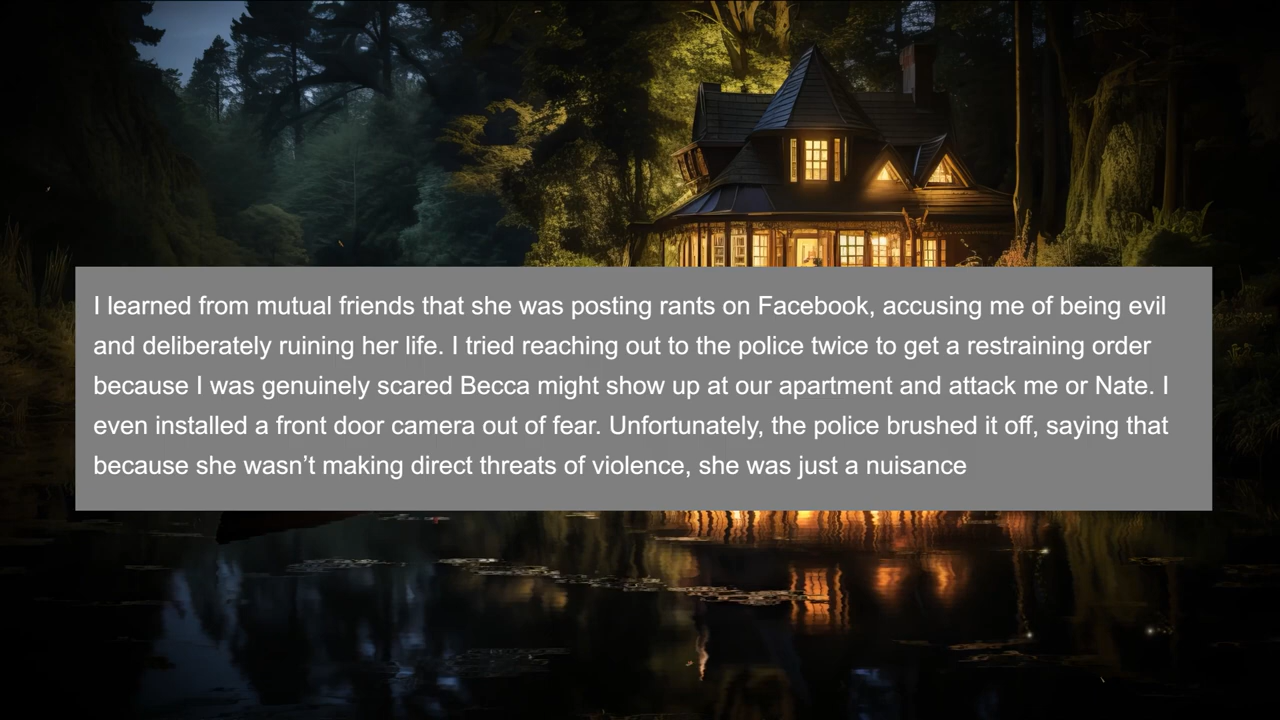 I learned from mutual friends that she was posting rants on Facebook, accusing me of being evil
and deliberately ruining her life. I tried reaching out to the police twice to get a restraining order
because I was genuinely scared Becca might show up at our apartment and attack me or Nate. I
even installed a front door camera out of fear. Unfortunately, the police brushed it off, saying that
because she wasn’t making direct threats of violence, she was just a nuisance